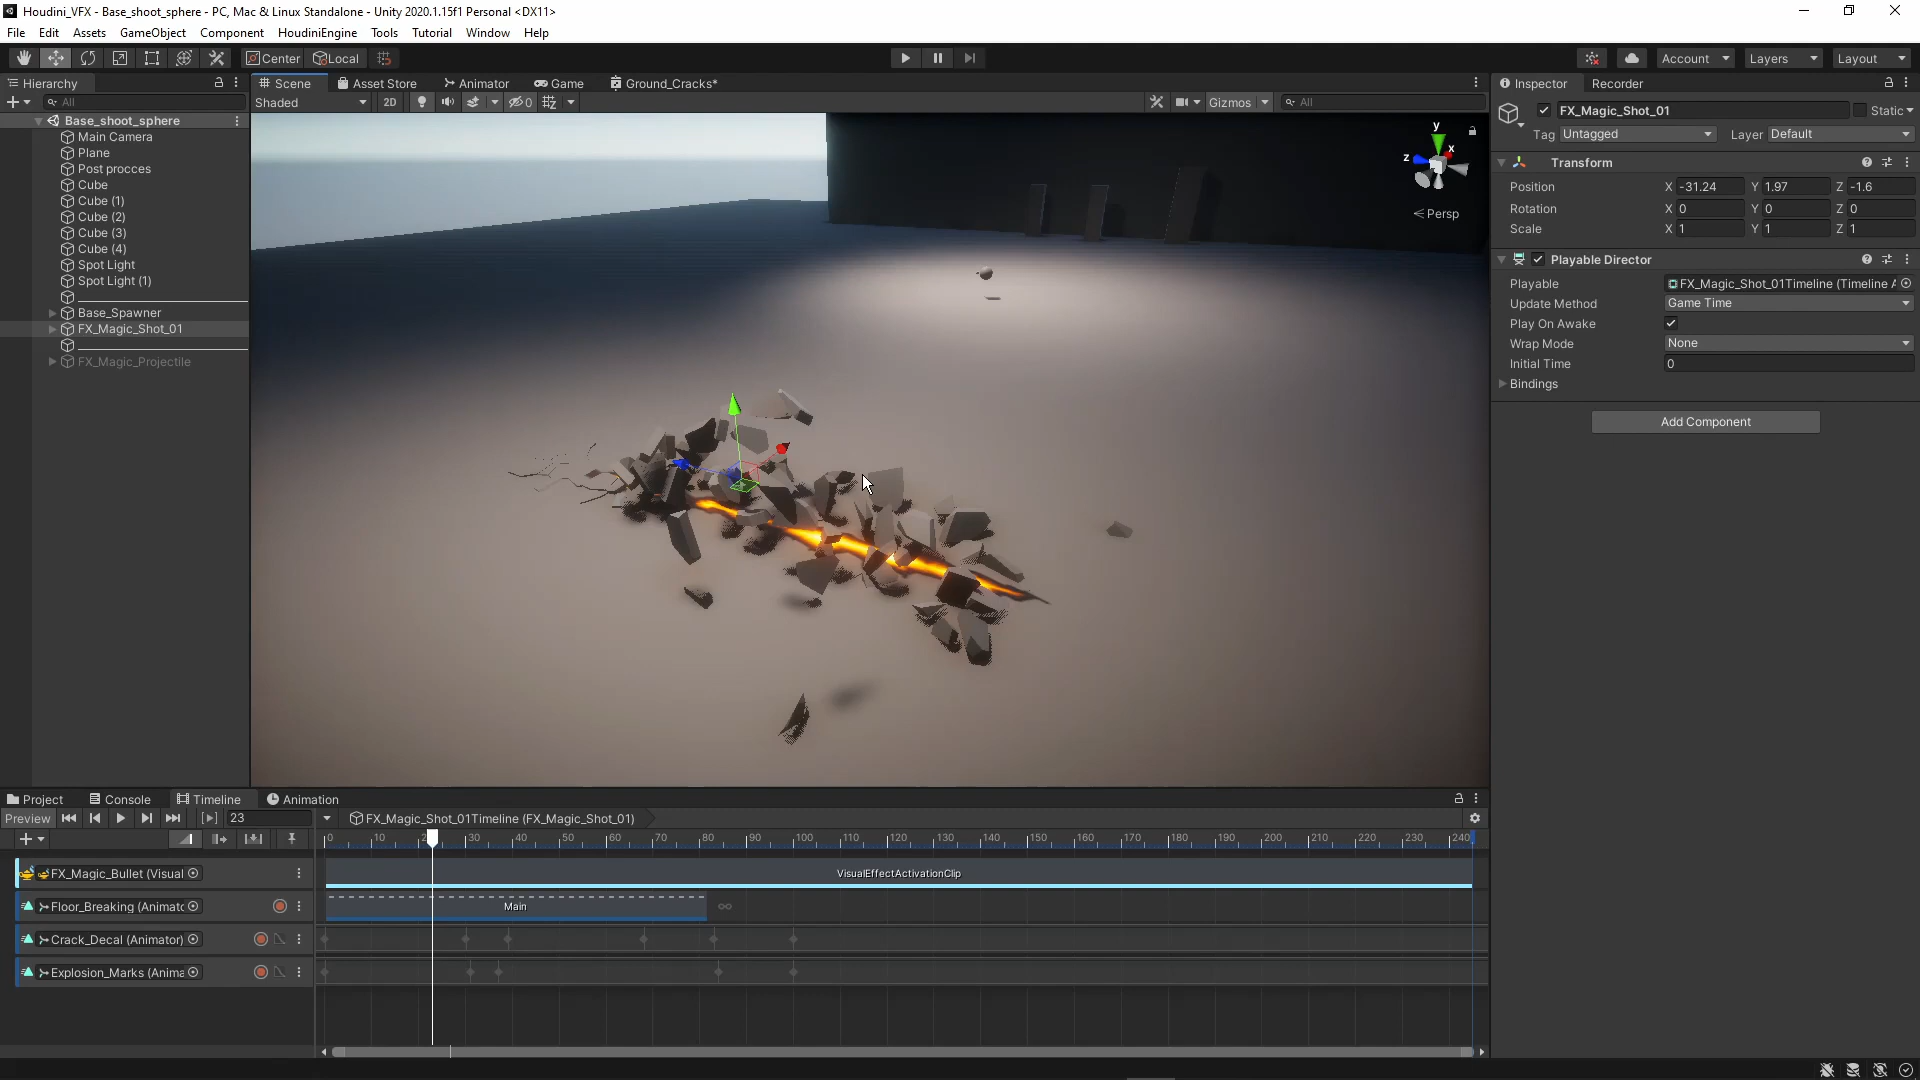 Houdini_VFX - Base_shoot_sphere - PC, Mac & Linux Standalone - Unity 2020.1.15f1 Personal <DX11>
File Edit Assets GameObject Component HoudiniEngine Tools Tutorial Window Help
Center Local Account Layers Layout
Hierarchy
All
Base_shoot_sphere
Main Camera
Plane
Post procces
Cube
Cube (1)
Cube (2)
Cube (3)
Cube (4)
Spot Light
Spot Light (1)
Base_Spawner
FX_Magic_Shot_01
FX_Magic_Projectile
Scene Asset Store Animator Game Ground_Cracks*
Shaded 2D 0 Gizmos All
y
x
z
Persp
Inspector Recorder
FX_Magic_Shot_01 Static
Tag Untagged Layer Default
Transform
Position X -31.24 Y 1.97 Z -1.6
Rotation X 0 Y 0 Z 0
Scale X 1 Y 1 Z 1
Playable Director
Playable FX_Magic_Shot_01Timeline (Timeline A
Update Method Game Time
Play On Awake
Wrap Mode None
Initial Time 0
Bindings
Add Component
Project Console Timeline Animation
Preview 23 FX_Magic_Shot_01Timeline (FX_Magic_Shot_01)
0 10 30 40 50 60 70 80 90 100 110 120 130 140 150 160 170 180 190 200 210 220 230 240
FX_Magic_Bullet (Visual VisualEffectActivationClip
Floor_Breaking (Animato Main
Crack_Decal (Animator)
Explosion_Marks (Anima